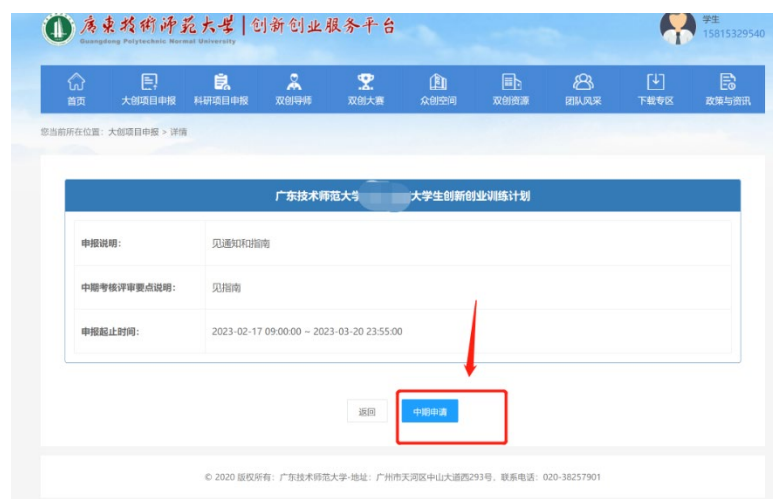 广东技术师范大学 | 创新创业服务平台
Guangdong Polytechnic Normal University
学生
15815329540
首页 大创项目申报 科研项目申报 双创导师 双创大赛 众创空间 双创资源 团队风采 下载专区 政策与资讯
您当前所在位置：大创项目申报 > 详情
广东技术师范大学 大学生创新创业训练计划
申报说明： 见通知和指南
中期考核评审要点说明： 见指南
申报起止时间： 2023-02-17 09:00:00 ~ 2023-03-20 23:55:00
返回 中期申请
© 2020 版权所有：广东技术师范大学-地址：广州市天河区中山大道西293号，联系电话：020-38257901